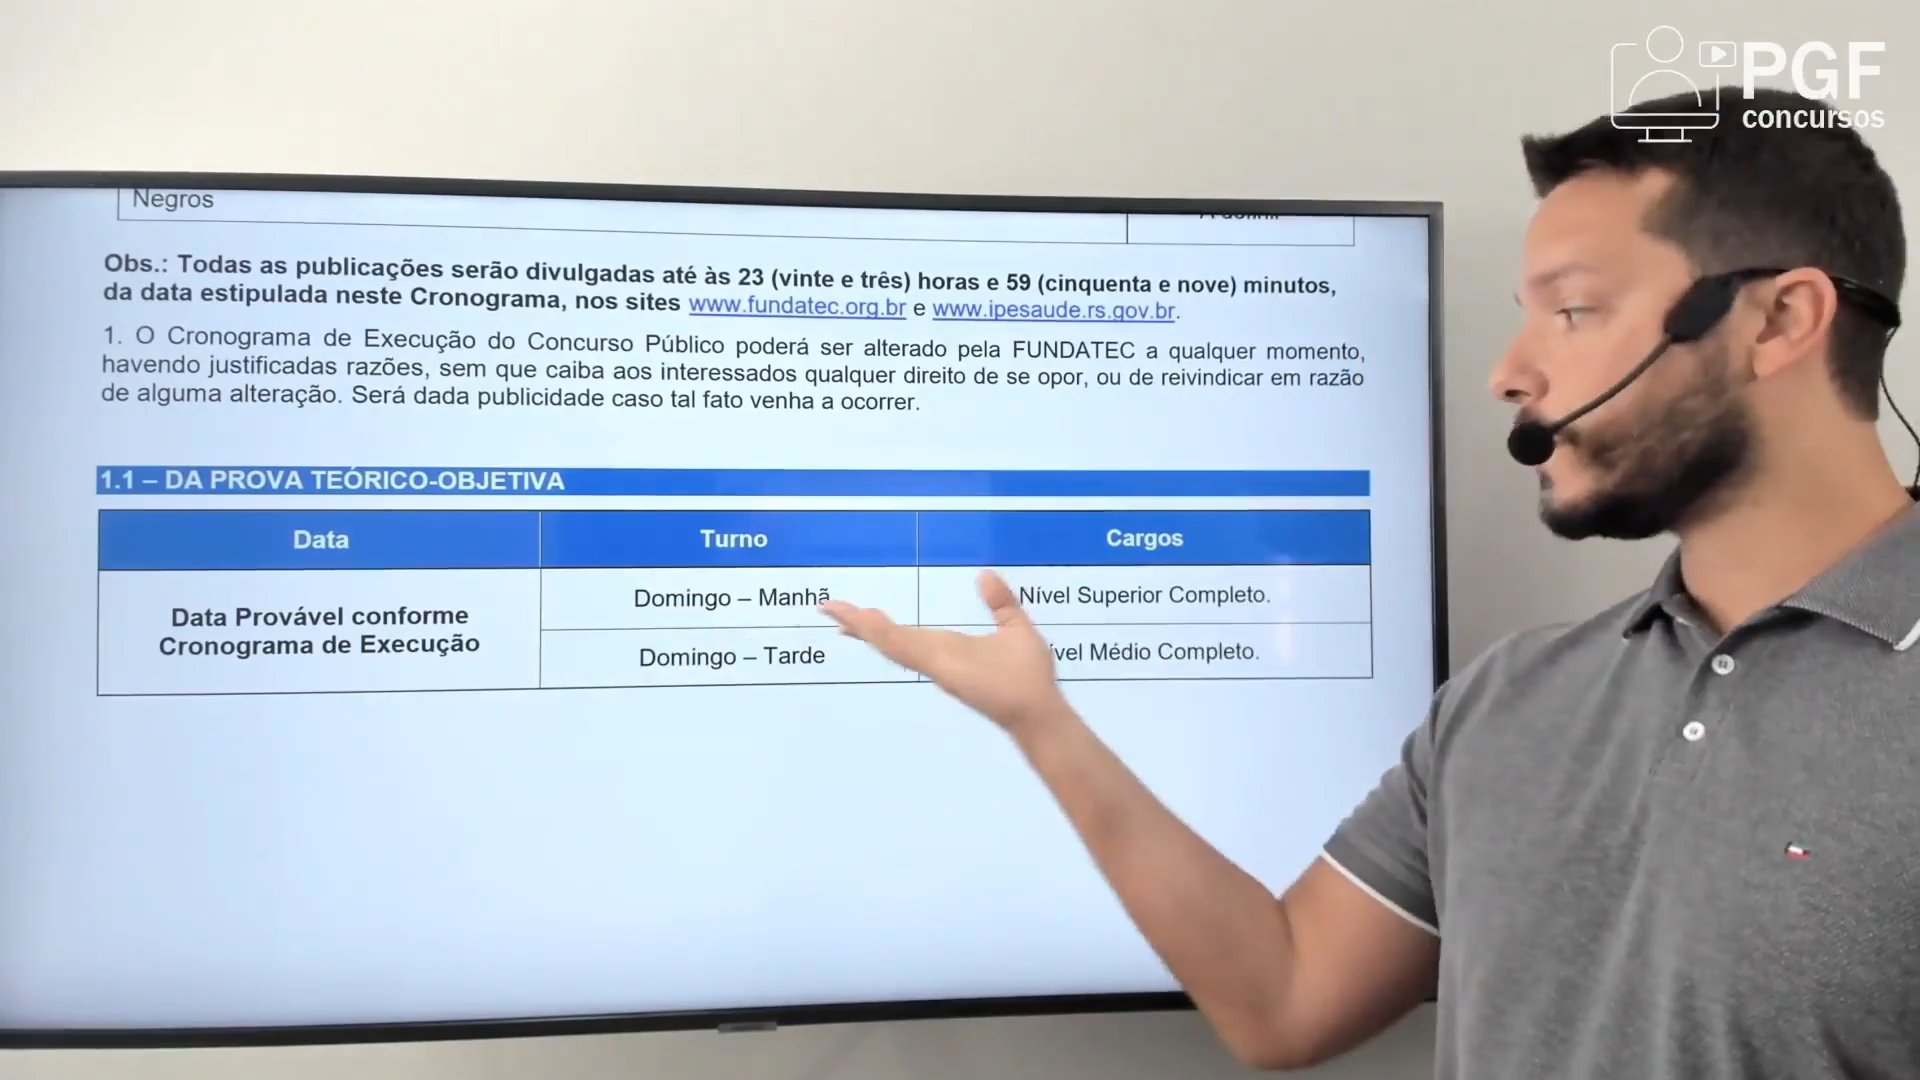 PGF
concursos
Negros
Obs.: Todas as publicações serão divulgadas até às 23 (vinte e três) horas e 59 (cinquenta e nove) minutos,
da data estipulada neste Cronograma, nos sites www.fundatec.org.br e www.ipesaude.rs.gov.br.
1. O Cronograma de Execução do Concurso Público poderá ser alterado pela FUNDATEC a qualquer momento,
havendo justificadas razões, sem que caiba aos interessados qualquer direito de se opor, ou de reivindicar em razão
de alguma alteração. Será dada publicidade caso tal fato venha a ocorrer.
1.1 – DA PROVA TEÓRICO-OBJETIVA
Data Turno Cargos
Data Provável conforme
Cronograma de Execução
Domingo – Manhã Nível Superior Completo.
Domingo – Tarde Médio Completo.